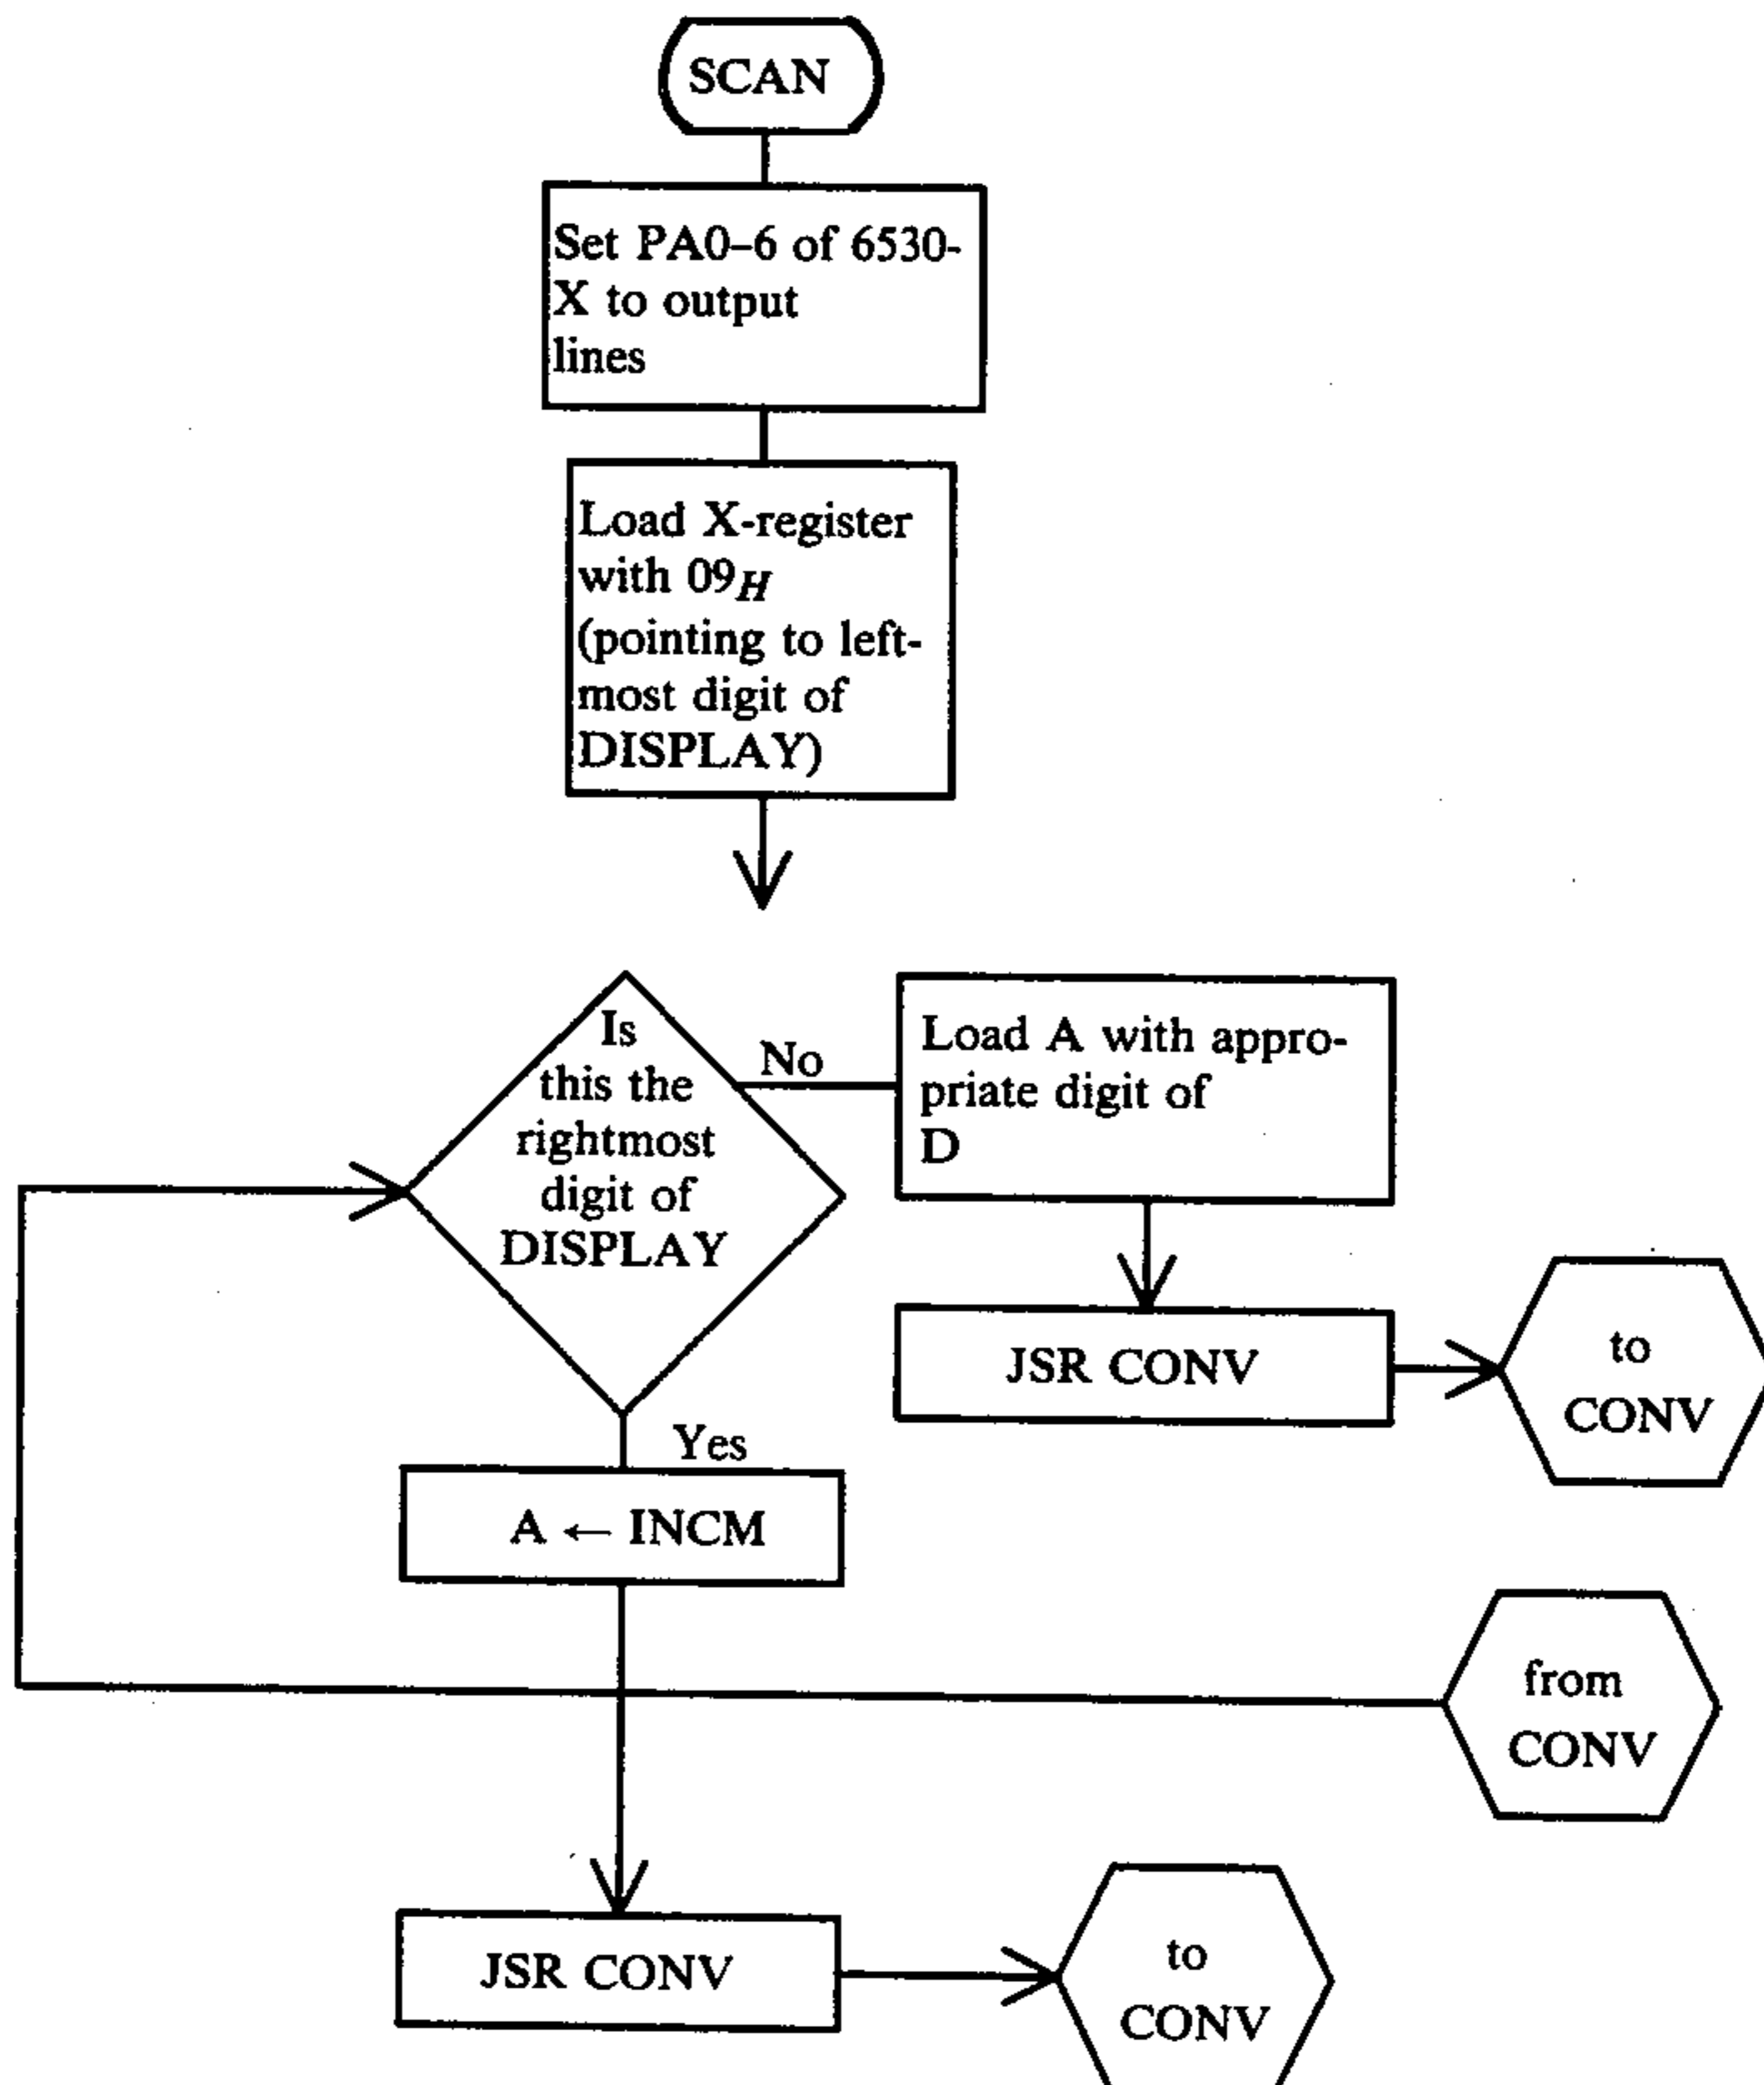 SCAN
Set PA0–6 of 6530-
X to output
lines
Load X-register
with 09H
(pointing to left-
most digit of
DISPLAY)
Is
this the
rightmost
digit of
DISPLAY
No
Load A with appro-
priate digit of
D
JSR CONV
to
CONV
Yes
A ← INCM
from
CONV
JSR CONV
to
CONV